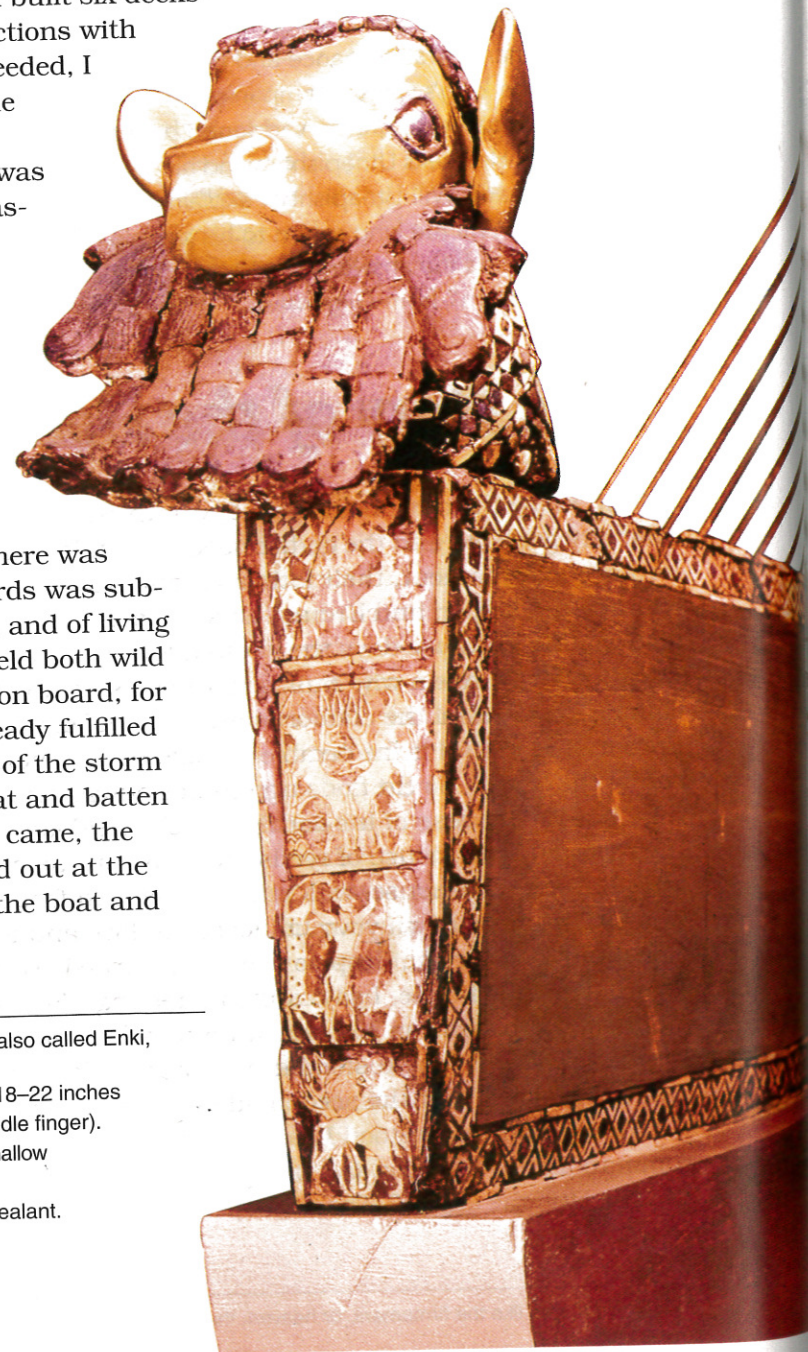 built six decks
ctions with
eeded, I
e
was
s-
here was
rds was sub-
and of living
eld both wild
on board, for
eady fulfilled
of the storm
at and batten
came, the
d out at the
the boat and
also called Enki,
18–22 inches
dle finger).
allow
ealant.